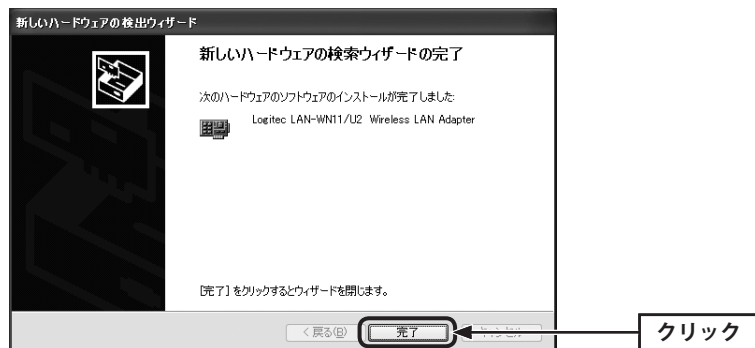 新しいハードウェアの検出ウィザード
新しいハードウェアの検索ウィザードの完了
次のハードウェアのソフトウェアのインストールが完了しました:
Logitec LAN-WN11/U2 Wireless LAN Adapter
[完了] をクリックするとウィザードを閉じます。
< 戻る(B)
完了
キャンセル
クリック